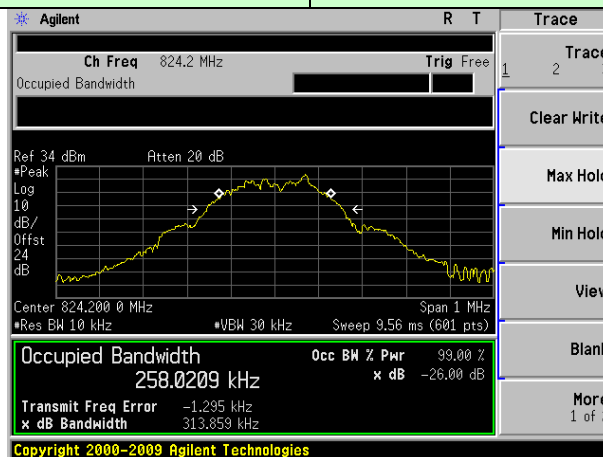 Agilent R T Trace
Ch Freq 824.2 MHz Trig Free
Occupied Bandwidth
Trace
1 2
Clear Write
Max Hold
Min Hold
View
Blank
More
1 of
Ref 34 dBm Atten 20 dB
#Peak
Log
10
dB/
Offst
24
dB
Center 824.200 0 MHz Span 1 MHz
#Res BW 10 kHz #VBW 30 kHz Sweep 9.56 ms (601 pts)
Occupied Bandwidth Occ BW % Pwr 99.00 %
258.0209 kHz x dB -26.00 dB
Transmit Freq Error -1.295 kHz
x dB Bandwidth 313.859 kHz
Copyright 2000-2009 Agilent Technologies